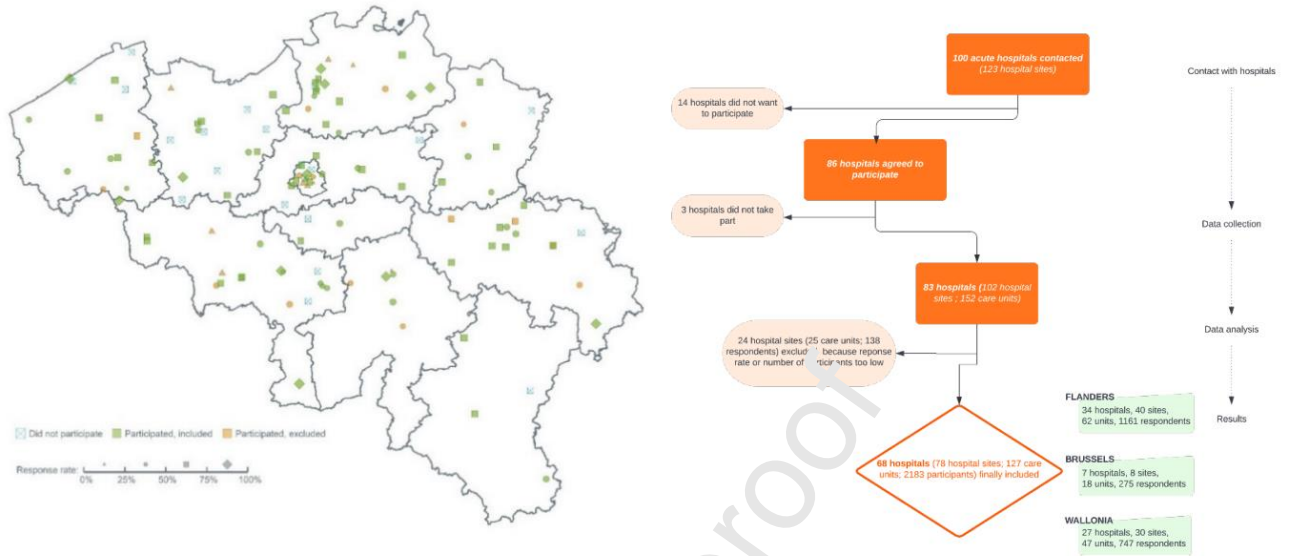 Did not participate
Participated, included
Participated, excluded
Response rate:
0%
25%
50%
75%
100%
100 acute hospitals contacted
(123 hospital sites)
14 hospitals did not want
to participate
86 hospitals agreed to
participate
3 hospitals did not take
part
83 hospitals (102 hospital
sites ; 152 care units)
24 hospital sites (25 care units; 138
respondents) excluded because reponse
rate or number of participants too low
68 hospitals (78 hospital sites; 127 care
units; 2183 participants) finally included
Contact with hospitals
Data collection
Data analysis
Results
FLANDERS
34 hospitals, 40 sites,
62 units, 1161 respondents
BRUSSELS
7 hospitals, 8 sites,
18 units, 275 respondents
WALLONIA
27 hospitals, 30 sites,
47 units, 747 respondents
proof